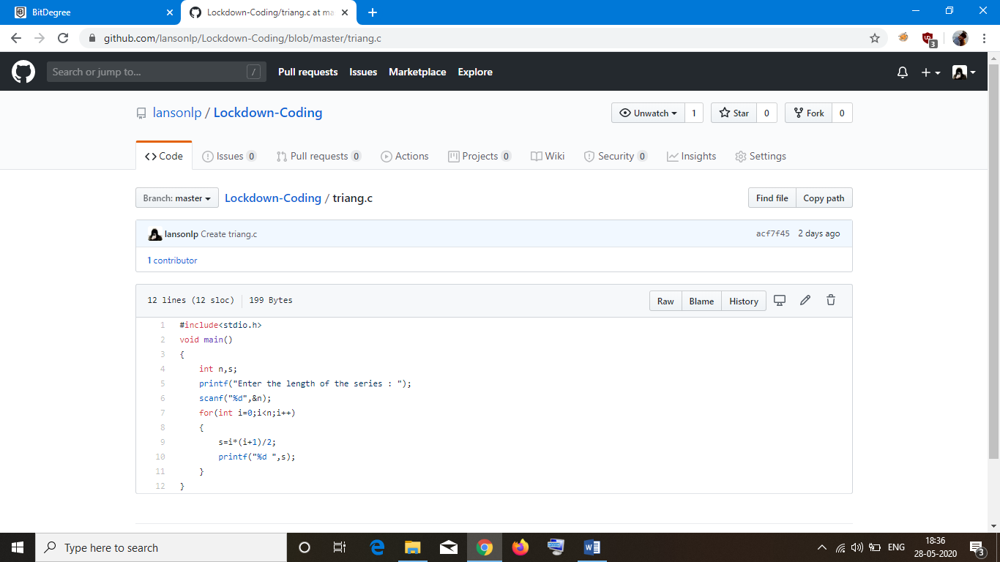 BitDegree
Lockdown-Coding/triang.c at ma
github.com/lansonlp/Lockdown-Coding/blob/master/triang.c
3
Search or jump to...
/
Pull requests Issues Marketplace Explore
lansonlp / Lockdown-Coding
Unwatch 1 Star 0 Fork 0
Code Issues 0 Pull requests 0 Actions Projects 0 Wiki Security 0 Insights Settings
Branch: master Lockdown-Coding / triang.c Find file Copy path
lansonlp Create triang.c acf7f45 2 days ago
1 contributor
12 lines (12 sloc) 199 Bytes Raw Blame History
1 #include<stdio.h>
2 void main()
3 {
4 int n,s;
5 printf("Enter the length of the series : ");
6 scanf("%d",&n);
7 for(int i=0;i<n;i++)
8 {
9 s=i*(i+1)/2;
10 printf("%d ",s);
11 }
12 }
Type here to search
ENG
18:36
28-05-2020
3